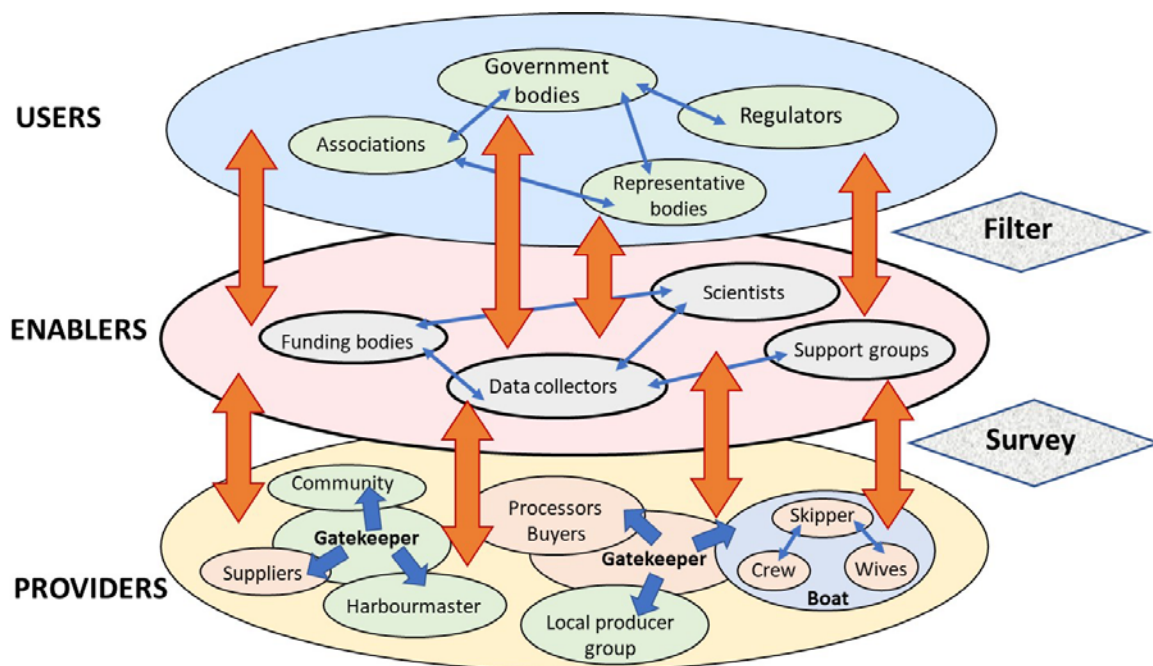 USERS
Government
bodies
Regulators
Associations
Representative
bodies
Filter
ENABLERS
Scientists
Funding bodies
Support groups
Data collectors
Survey
PROVIDERS
Community
Gatekeeper
Suppliers
Harbourmaster
Processors
Buyers
Gatekeeper
Local producer
group
Skipper
Crew
Wives
Boat